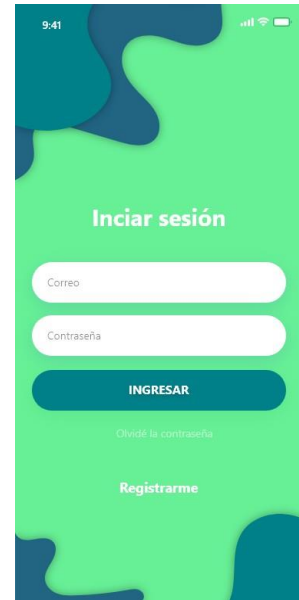 9:41
Inciar sesión
Correo
Contraseña
INGRESAR
Olvidé la contraseña
Registrarme